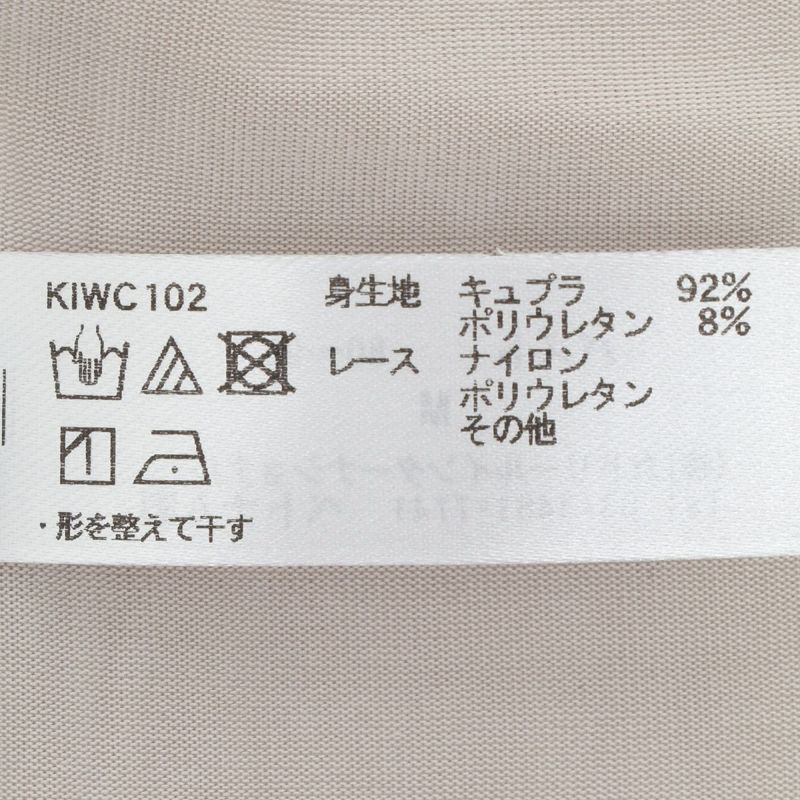 KIWC102
身生地 キュプラ 92%
ポリウレタン 8%
レース ナイロン
ポリウレタン
その他
・形を整えて干す